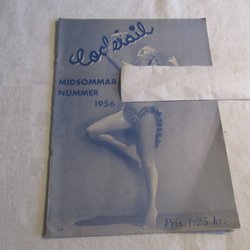 Cocktail
MIDSOMMAR-
NUMMER
1956
Pris 1:25 kr.